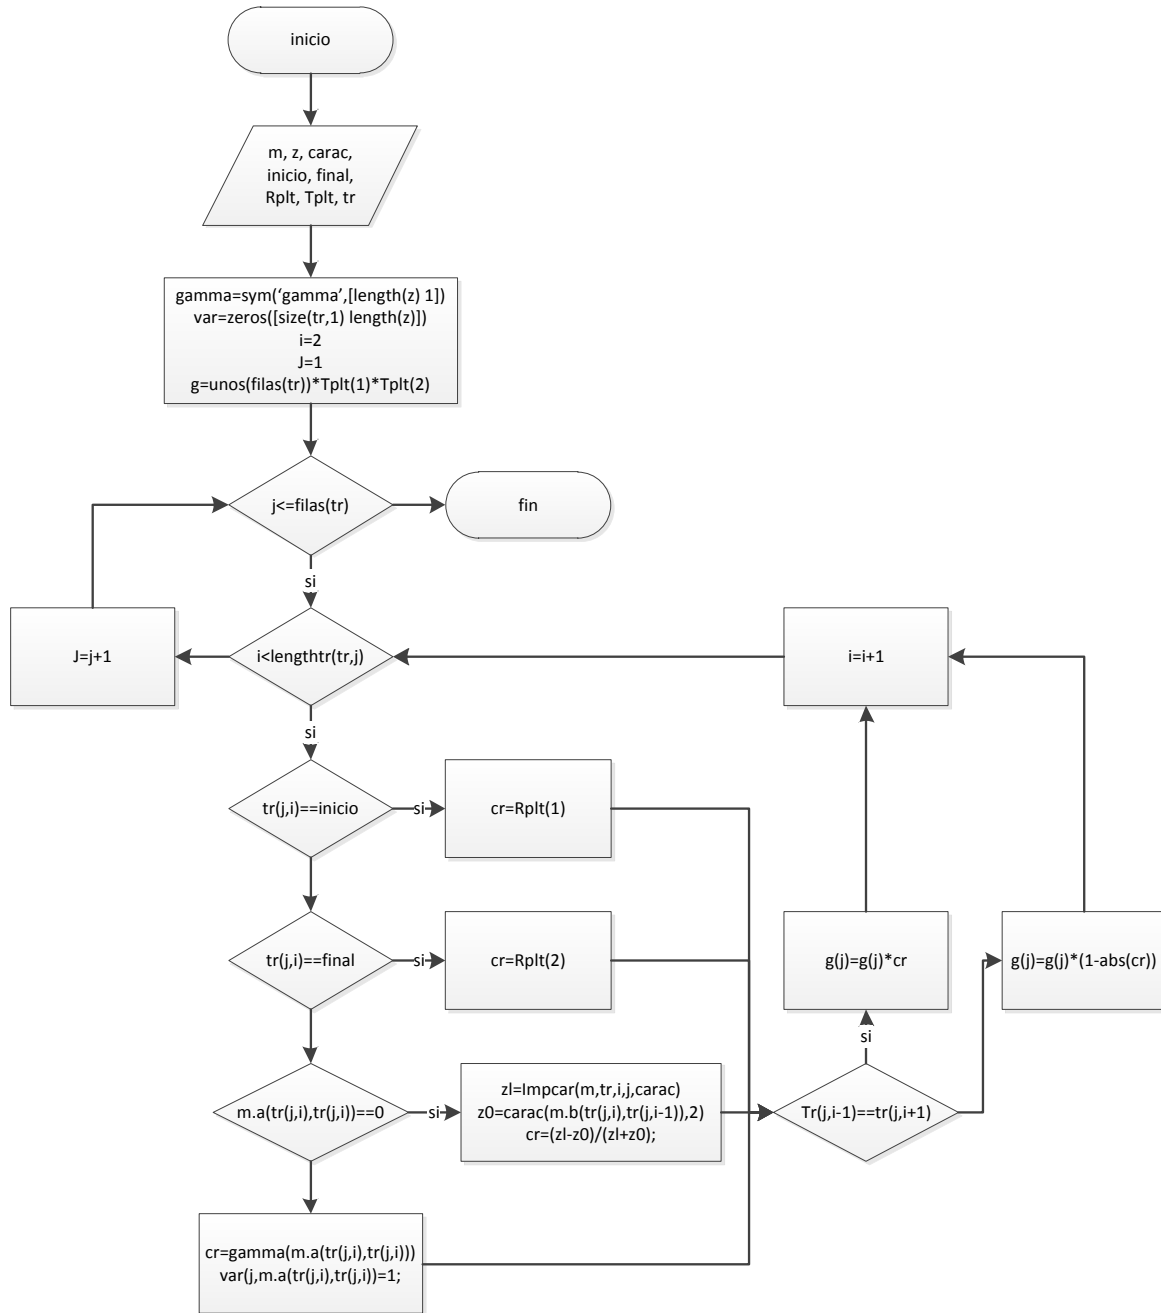 inicio
m, z, carac,
inicio, final,
Rplt, Tplt, tr
gamma=sym(‘gamma’,[length(z) 1])
var=zeros([size(tr,1) length(z)])
i=2
J=1
g=unos(filas(tr))*Tplt(1)*Tplt(2)
j<=filas(tr)
fin
si
J=j+1
i<lengthtr(tr,j)
i=i+1
si
tr(j,i)==inicio
si
cr=Rplt(1)
tr(j,i)==final
si
cr=Rplt(2)
g(j)=g(j)*cr
g(j)=g(j)*(1-abs(cr))
si
m.a(tr(j,i),tr(j,i))==0
si
zl=Impcar(m,tr,i,j,carac)
z0=carac(m.b(tr(j,i),tr(j,i-1)),2)
cr=(zl-z0)/(zl+z0);
Tr(j,i-1)==tr(j,i+1)
cr=gamma(m.a(tr(j,i),tr(j,i)))
var(j,m.a(tr(j,i),tr(j,i))=1;